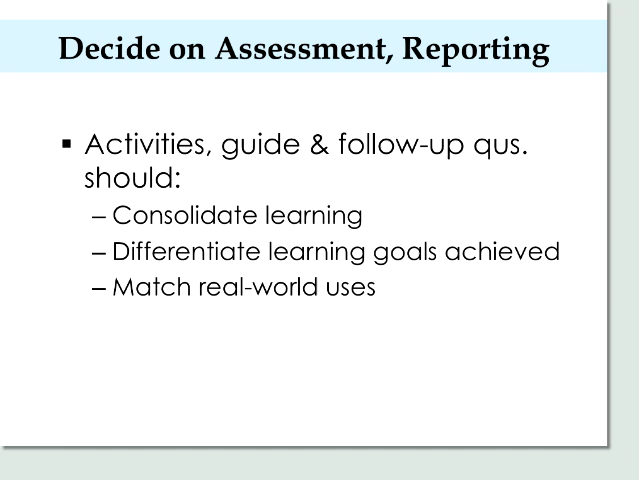 Decide on Assessment, Reporting
▪ Activities, guide & follow-up qus.
should:
– Consolidate learning
– Differentiate learning goals achieved
– Match real-world uses